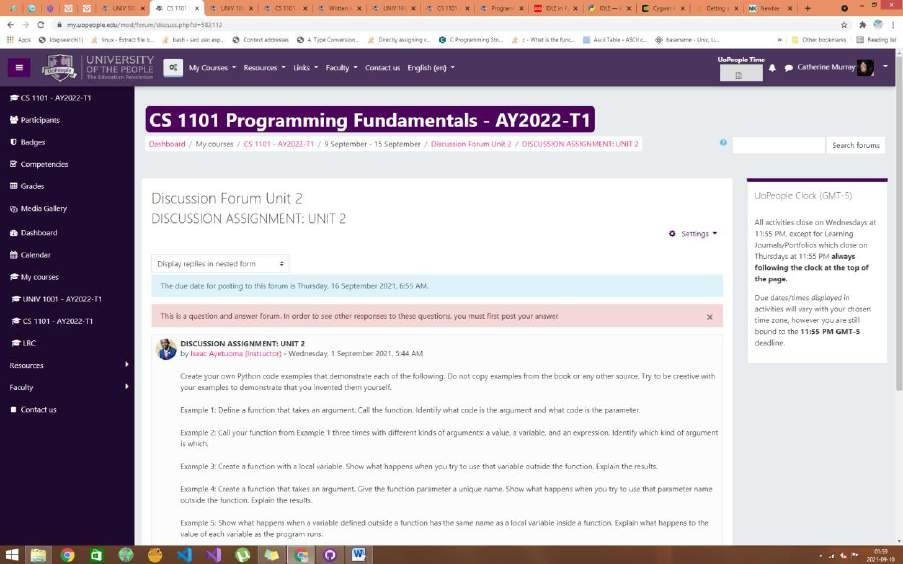 CS 1101
UNIV 10
CS 1101
Written
UNIV 10
CS 1101
Program
my.uopeople.edu/mod/forum/discuss.php?d=582112
Apps
Context addresses
Other bookmarks
Reading list
UNIVERSITY
OF THE PEOPLE
The Education Revolution
My Courses
Resources
Links
Faculty
Contact us
English (en)
UoPeople Time
Catherine Murray
CS 1101 - AY2022-T1
Participants
Badges
Competencies
Grades
Media Gallery
Dashboard
Calendar
My courses
UNIV 1001 - AY2022-T1
CS 1101 - AY2022-T1
LRC
Resources
Faculty
Contact us
CS 1101 Programming Fundamentals - AY2022-T1
Dashboard / My courses / CS 1101 - AY2022-T1 / 9 September - 15 September / Discussion Forum Unit 2 / DISCUSSION ASSIGNMENT: UNIT 2
Search forums
Discussion Forum Unit 2
DISCUSSION ASSIGNMENT: UNIT 2
Settings
Display replies in nested form
The due date for posting to this forum is Thursday, 16 September 2021, 6:55 AM.
This is a question and answer forum. In order to see other responses to these questions, you must first post your answer.
DISCUSSION ASSIGNMENT: UNIT 2
by Isaac Ayetuoma (Instructor) - Wednesday, 1 September 2021, 5:44 AM
Create your own Python code examples that demonstrate each of the following. Do not copy examples from the book or any other source. Try to be creative with
your examples to demonstrate that you invented them yourself.
Example 1: Define a function that takes an argument. Call the function. Identify what code is the argument and what code is the parameter.
Example 2: Call your function from Example 1 three times with different kinds of arguments: a value, a variable, and an expression. Identify which kind of argument
is which.
Example 3: Create a function with a local variable. Show what happens when you try to use that variable outside the function. Explain the results.
Example 4: Create a function that takes an argument. Give the function parameter a unique name. Show what happens when you try to use that parameter name
outside the function. Explain the results.
Example 5: Show what happens when a variable defined outside a function has the same name as a local variable inside a function. Explain what happens to the
value of each variable as the program runs.
UoPeople Clock (GMT-5)
All activities close on Wednesdays at
11:55 PM, except for Learning
Journals/Portfolios which close on
Thursdays at 11:55 PM always
following the clock at the top of
the page.
Due dates/times displayed in
activities will vary with your chosen
time zone, however you are still
bound to the 11:55 PM GMT-5
deadline.
2021-09-10